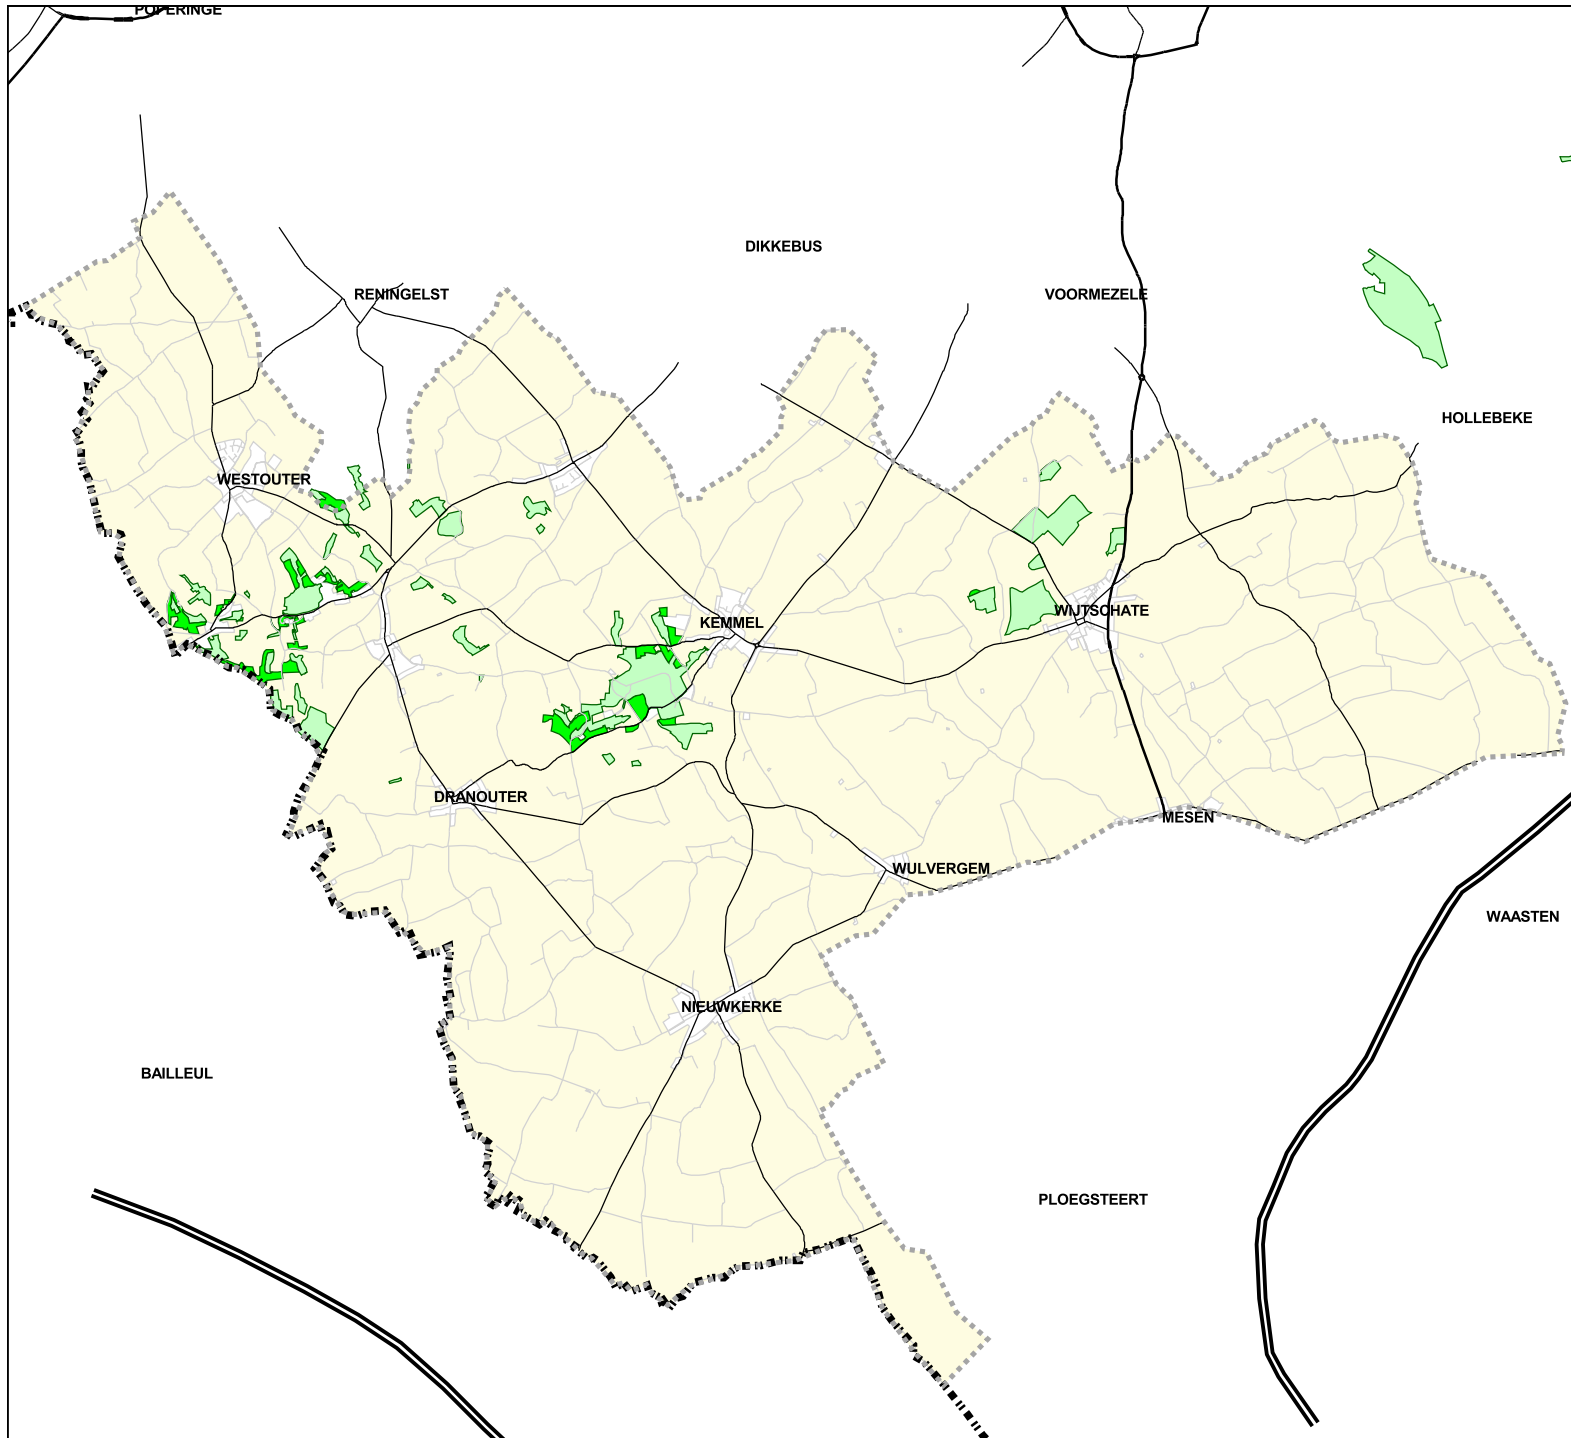 POPERINGE
DIKKEBUS
RENINGELST
VOORMEZELE
HOLLEBEKE
WESTOUTER
WIJTSCHATE
KEMMEL
DRANOUTER
MESEN
WULVERGEM
WAASTEN
NIEUWKERKE
BAILLEUL
PLOEGSTEERT